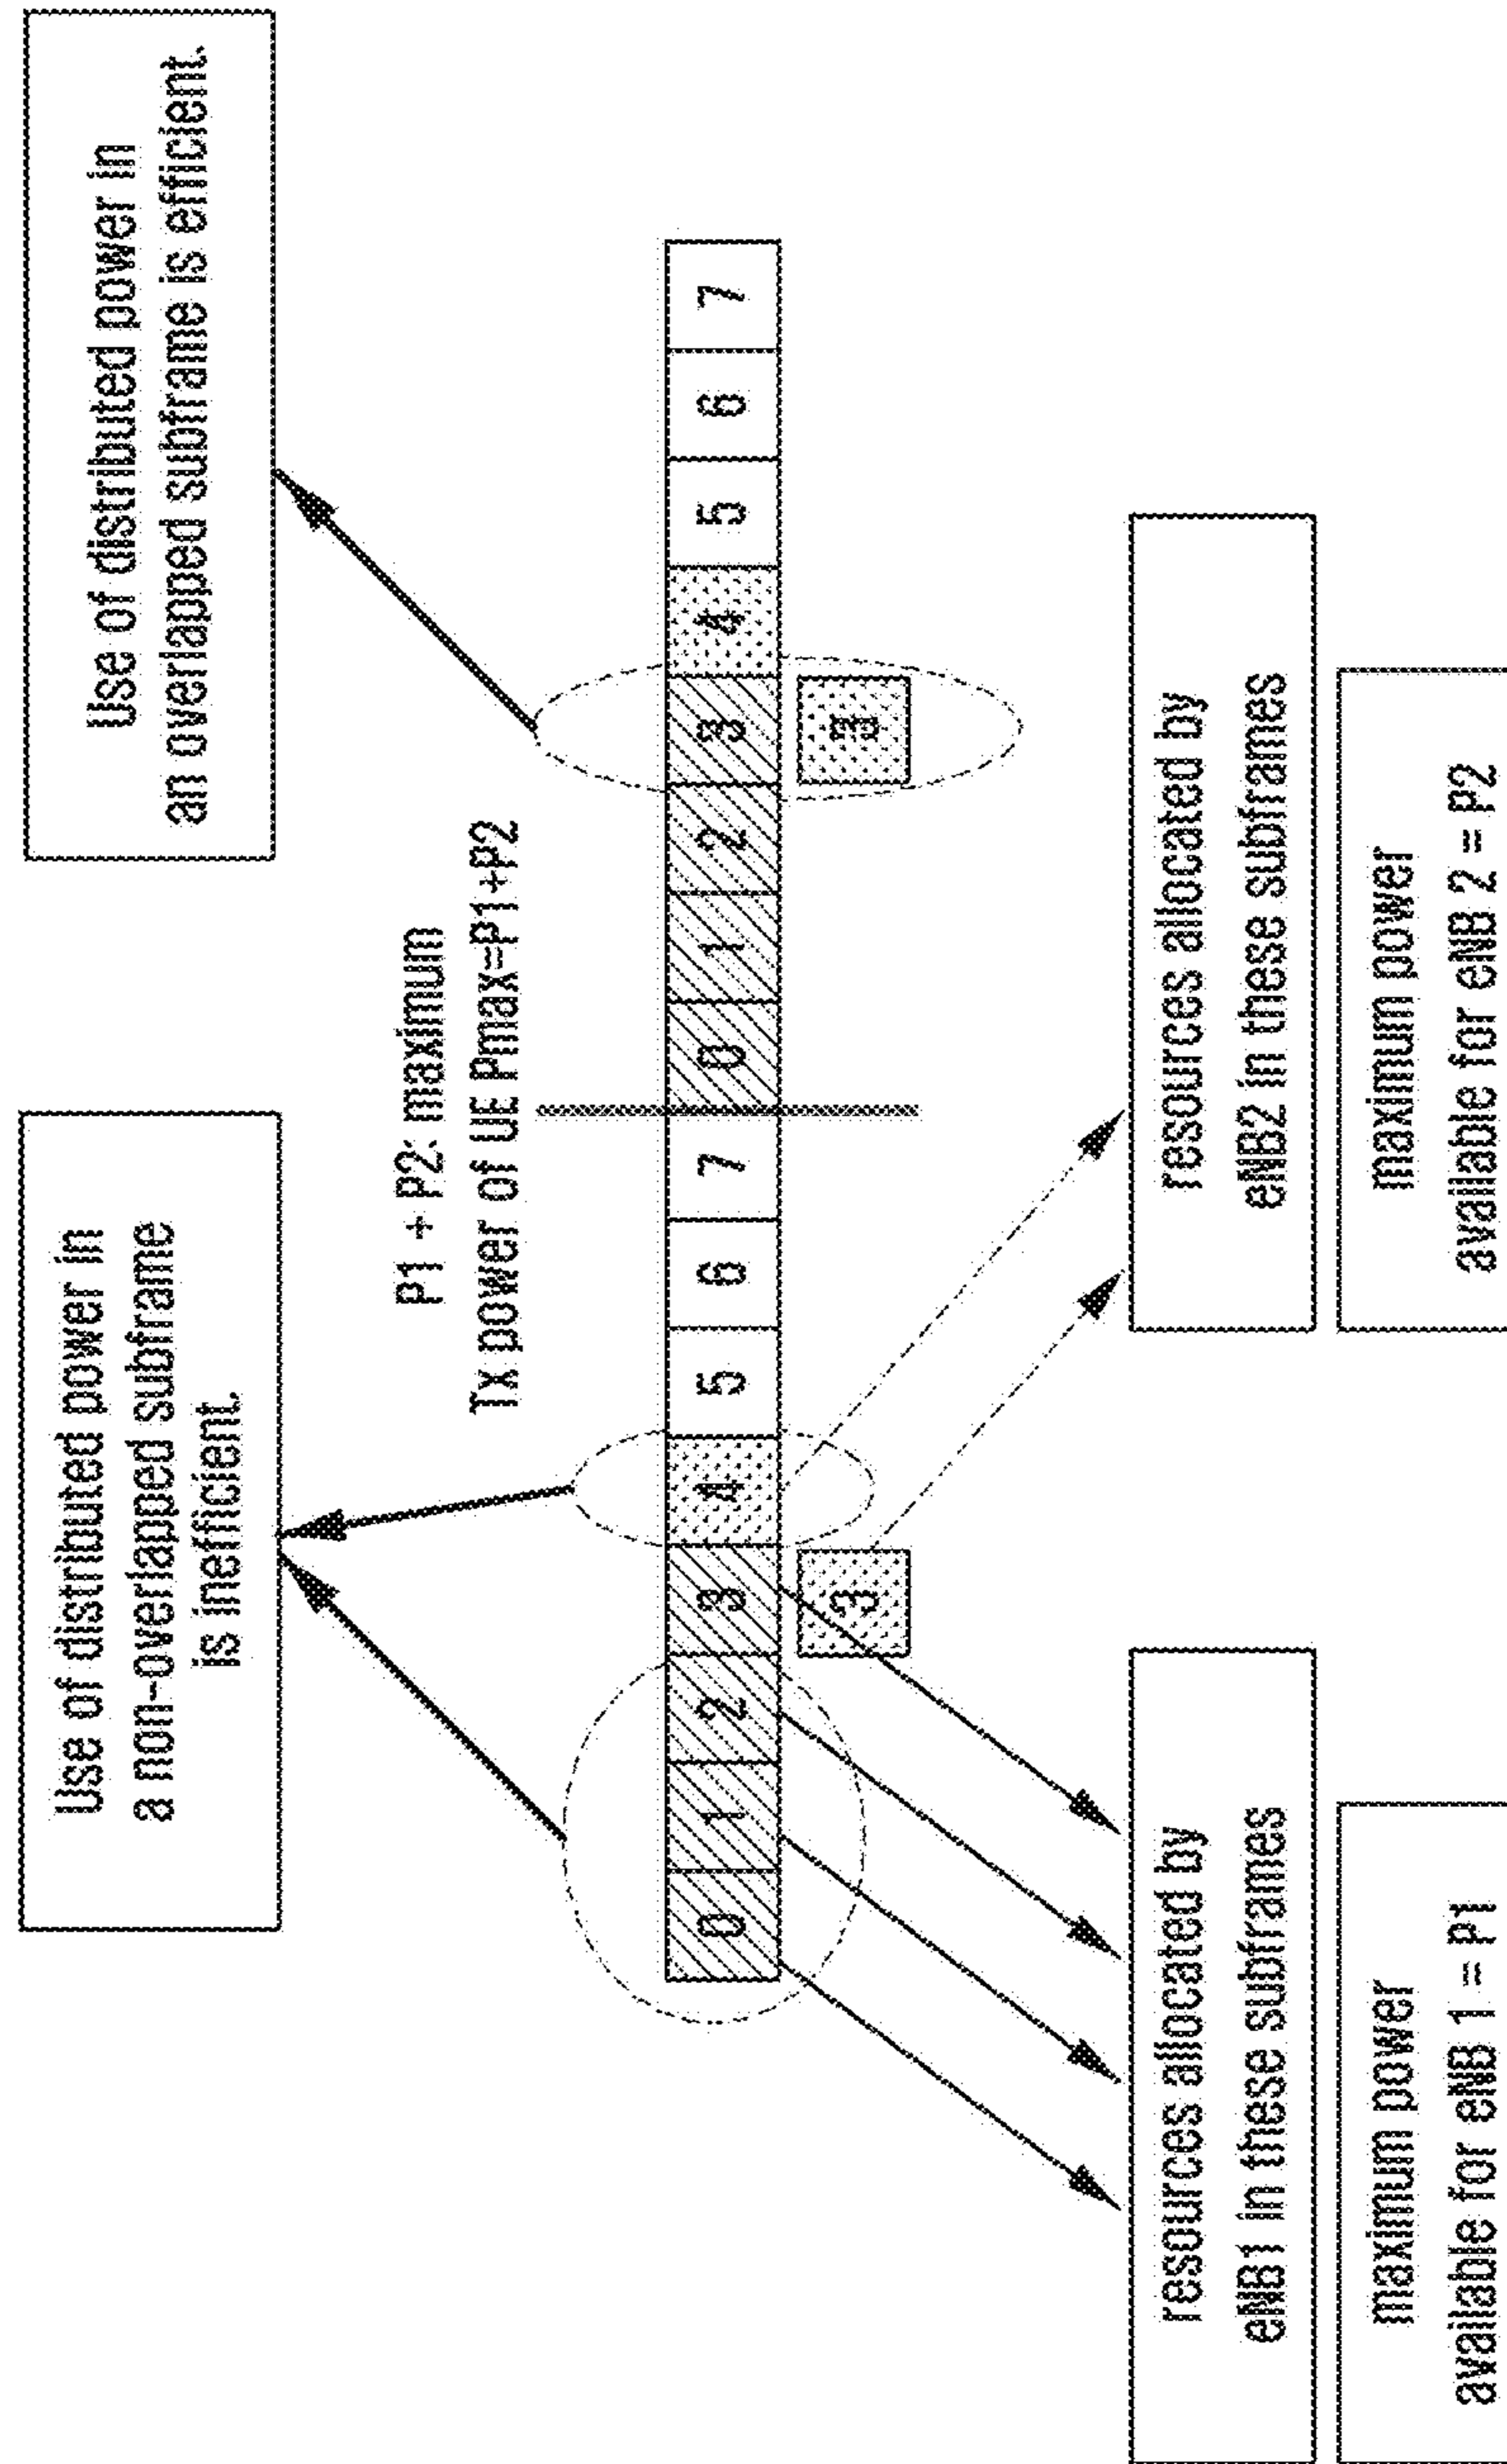 Use of distributed power in
a non-overlapped subframe
is inefficient.
Use of distributed power in
an overlapped subframe is efficient.
P1 + P2: maximum
Tx power of UE Pmax=P1+P2
0 1 2 3 4 5 6 7 0 1 2 3 4 5 6 7
3 3
resources allocated by
eNB1 in these subframes
resources allocated by
eNB2 in these subframes
maximum power
available for eNB 1 = P1
maximum power
available for eNB 2 = P2